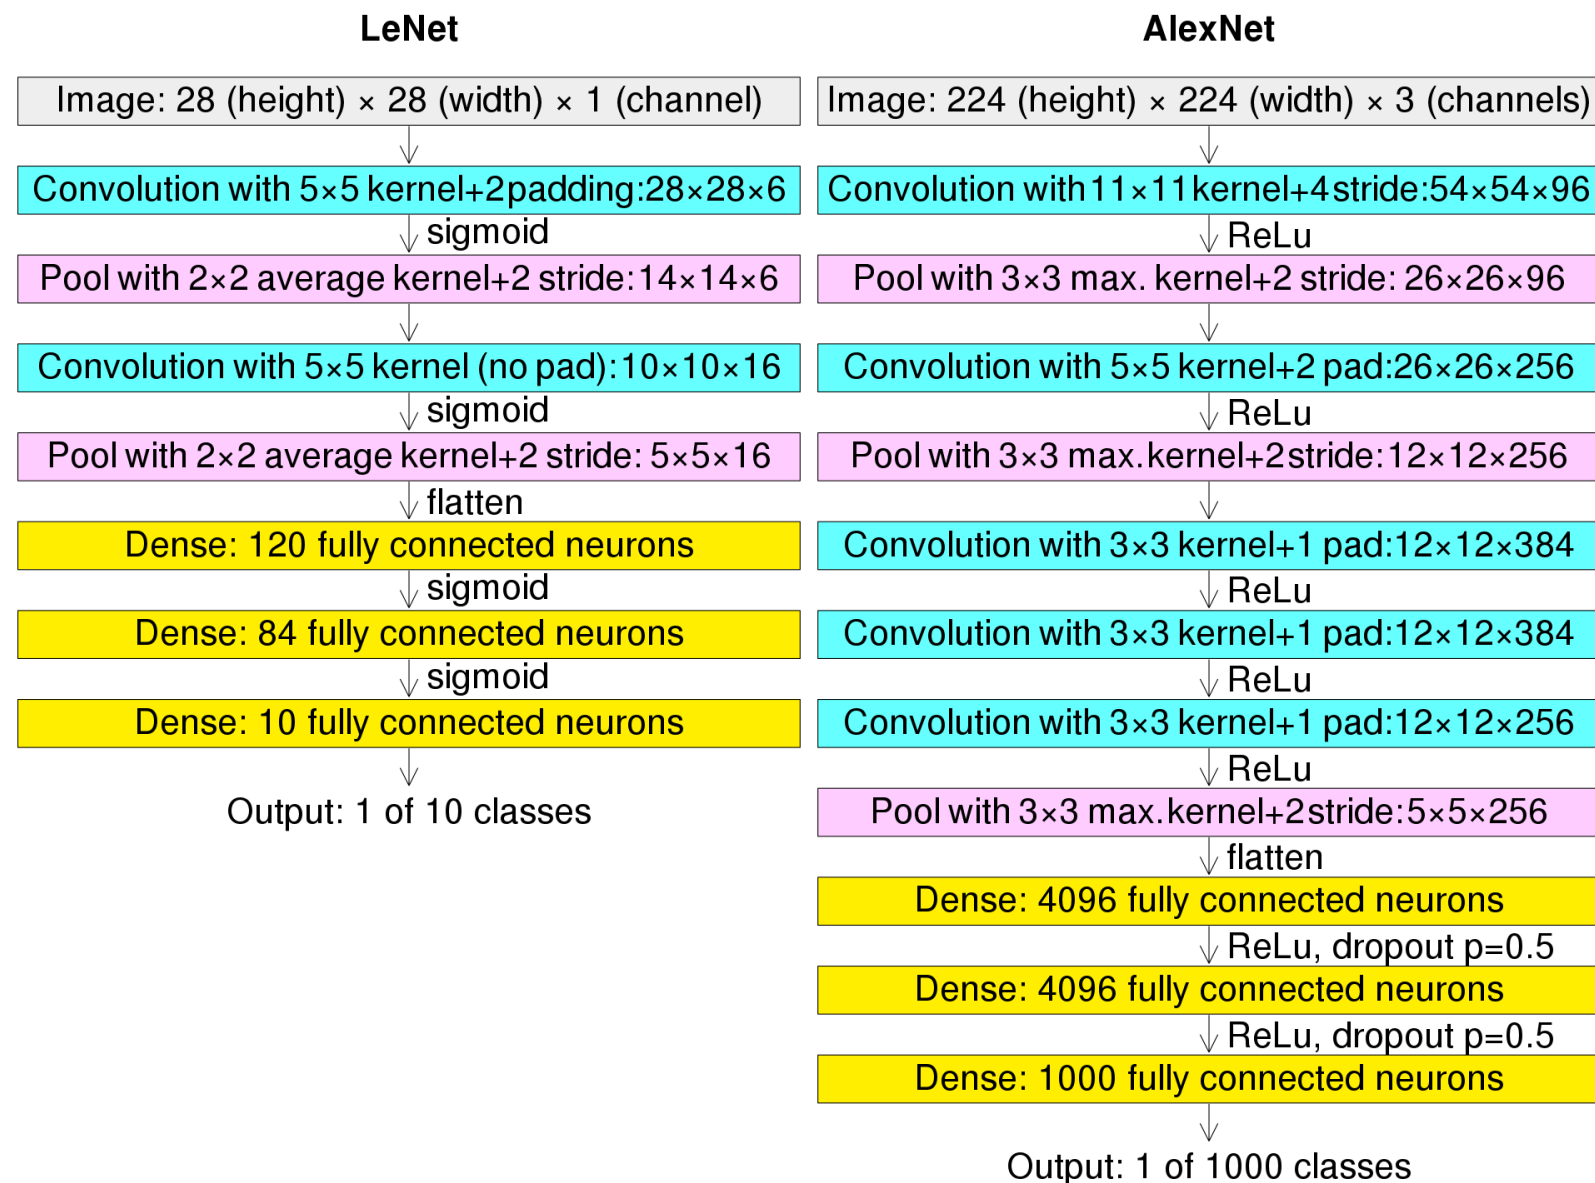 LeNet
Image: 28 (height) × 28 (width) × 1 (channel)
Convolution with 5×5 kernel+2padding:28×28×6
sigmoid
Pool with 2×2 average kernel+2 stride:14×14×6
Convolution with 5×5 kernel (no pad):10×10×16
sigmoid
Pool with 2×2 average kernel+2 stride: 5×5×16
flatten
Dense: 120 fully connected neurons
sigmoid
Dense: 84 fully connected neurons
sigmoid
Dense: 10 fully connected neurons
Output: 1 of 10 classes
AlexNet
Image: 224 (height) × 224 (width) × 3 (channels)
Convolution with 11×11 kernel+4 stride:54×54×96
ReLu
Pool with 3×3 max. kernel+2 stride: 26×26×96
Convolution with 5×5 kernel+2 pad:26×26×256
ReLu
Pool with 3×3 max.kernel+2stride:12×12×256
Convolution with 3×3 kernel+1 pad:12×12×384
ReLu
Convolution with 3×3 kernel+1 pad:12×12×384
ReLu
Convolution with 3×3 kernel+1 pad:12×12×256
ReLu
Pool with 3×3 max.kernel+2stride:5×5×256
flatten
Dense: 4096 fully connected neurons
ReLu, dropout p=0.5
Dense: 4096 fully connected neurons
ReLu, dropout p=0.5
Dense: 1000 fully connected neurons
Output: 1 of 1000 classes